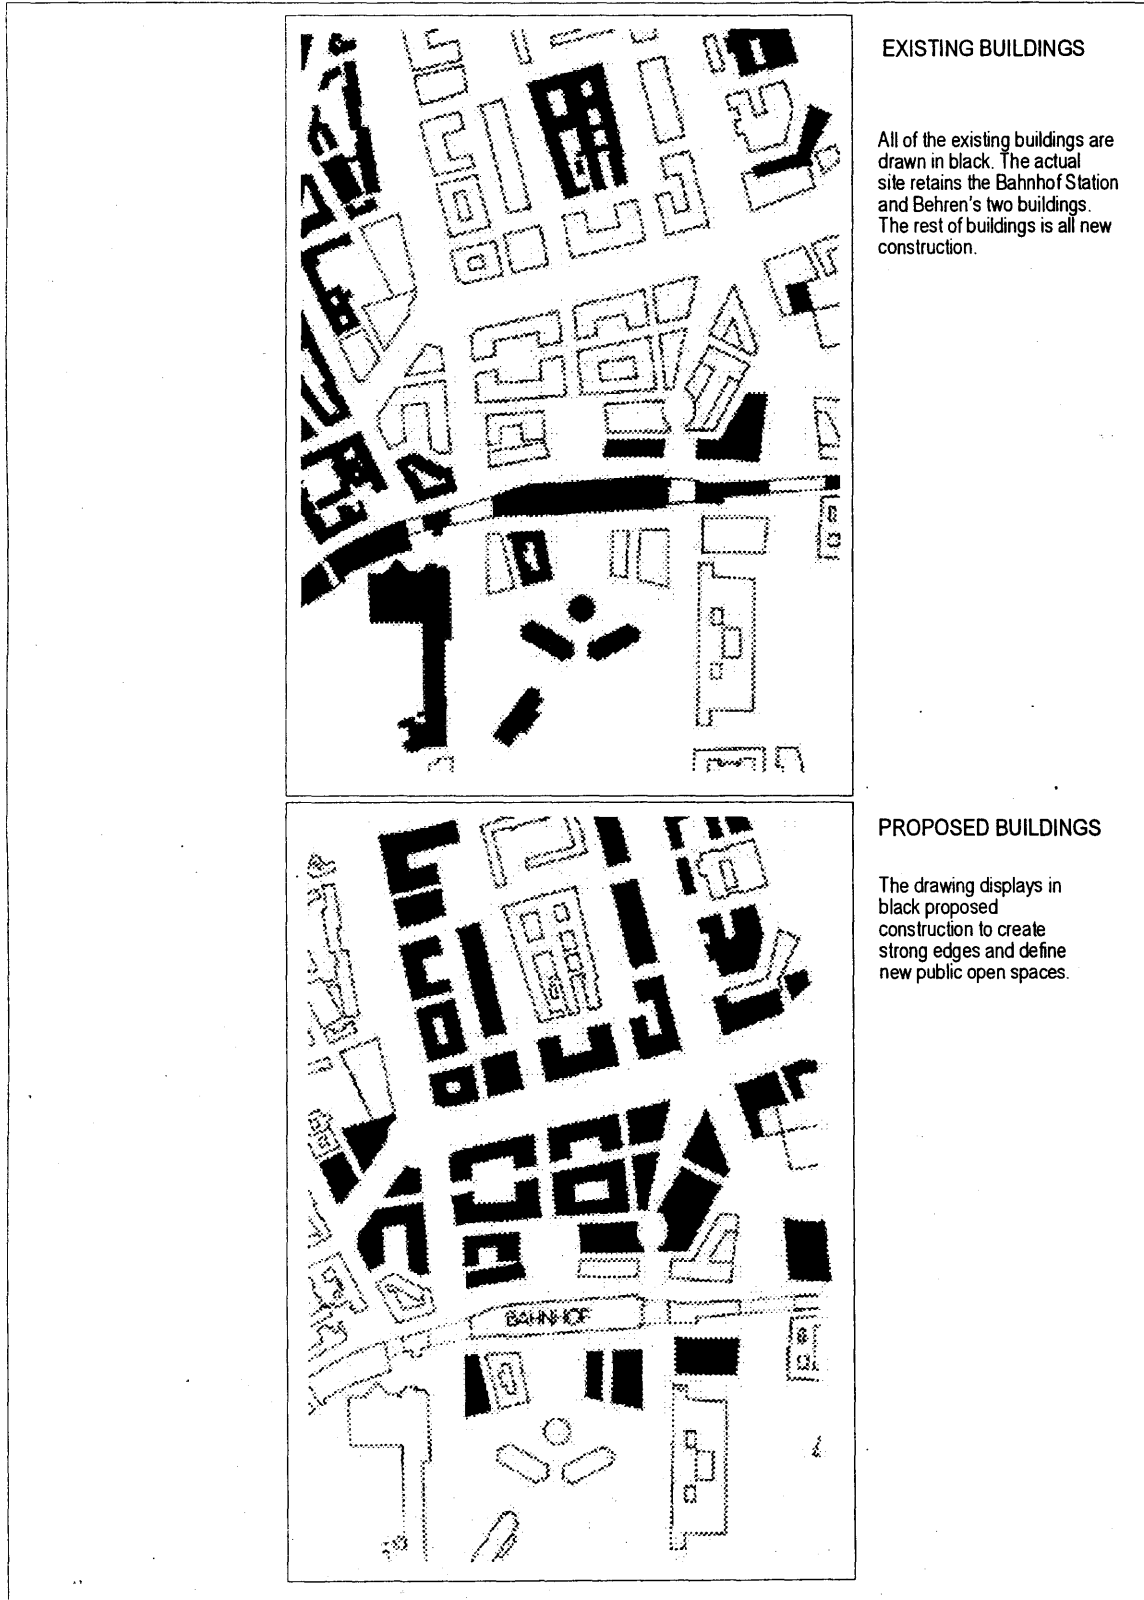 EXISTING BUILDINGS
All of the existing buildings are
drawn in black. The actual
site retains the Bahnhof Station
and Behren's two buildings.
The rest of buildings is all new
construction.
PROPOSED BUILDINGS
The drawing displays in
black proposed
construction to create
strong edges and define
new public open spaces.
BAHNHOF